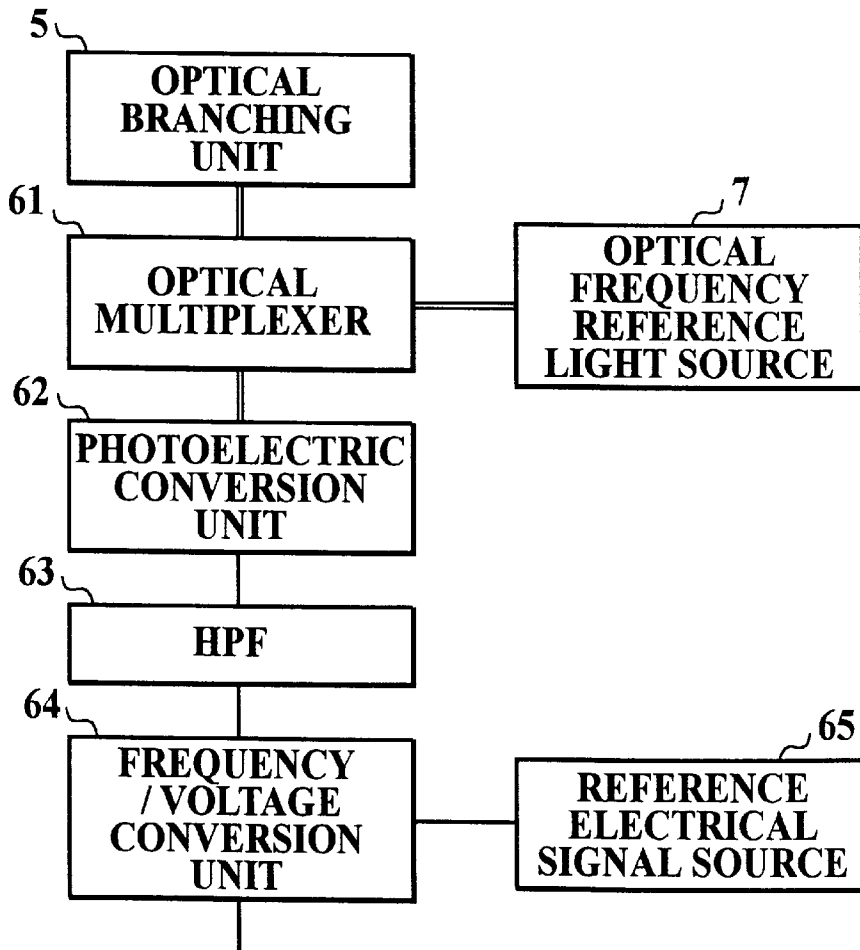 5
OPTICAL
BRANCHING
UNIT
61
OPTICAL
MULTIPLEXER
7
OPTICAL
FREQUENCY
REFERENCE
LIGHT SOURCE
62
PHOTOELECTRIC
CONVERSION
UNIT
63
HPF
64
FREQUENCY
/ VOLTAGE
CONVERSION
UNIT
65
REFERENCE
ELECTRICAL
SIGNAL SOURCE